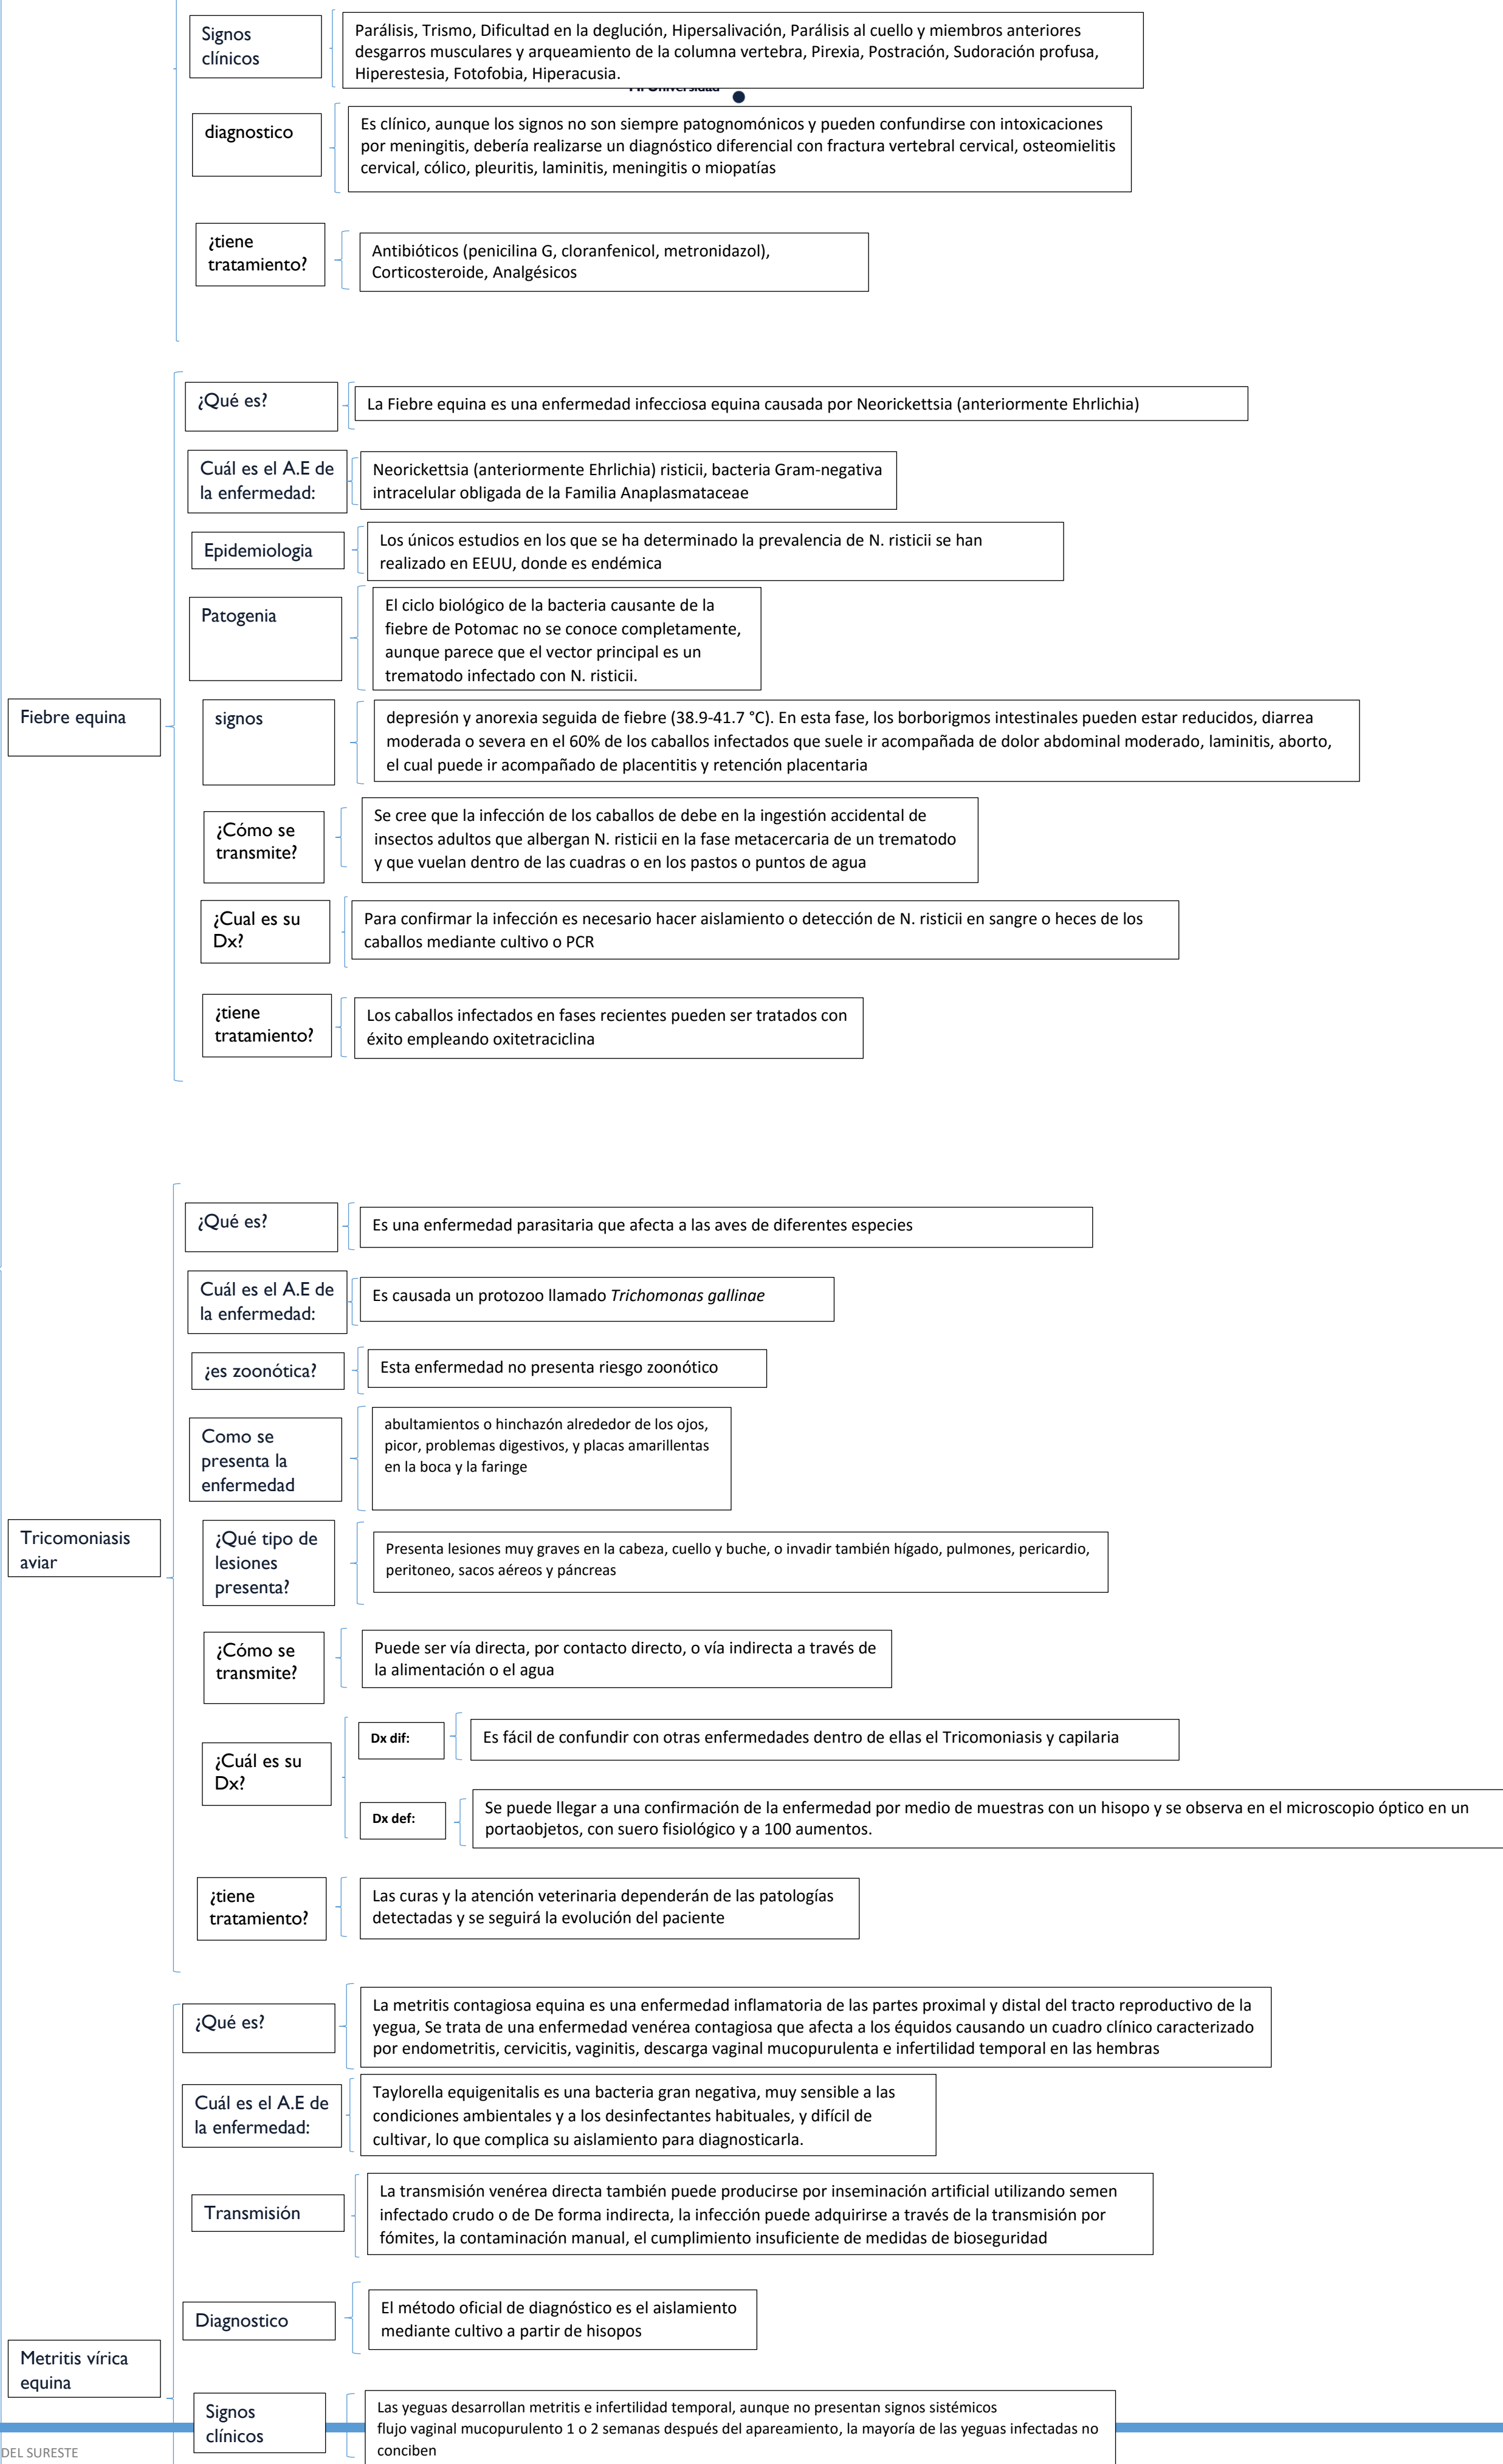 Signos
clínicos
Parálisis, Trismo, Dificultad en la deglución, Hipersalivación, Parálisis al cuello y miembros anteriores
desgarros musculares y arqueamiento de la columna vertebra, Pirexia, Postración, Sudoración profusa,
Hiperestesia, Fotofobia, Hiperacusia.
Universidad
diagnostico
Es clínico, aunque los signos no son siempre patognomónicos y pueden confundirse con intoxicaciones
por meningitis, debería realizarse un diagnóstico diferencial con fractura vertebral cervical, osteomielitis
cervical, cólico, pleuritis, laminitis, meningitis o miopatías
¿tiene
tratamiento?
Antibióticos (penicilina G, cloranfenicol, metronidazol),
Corticosteroide, Analgésicos
Fiebre equina
¿Qué es?
La Fiebre equina es una enfermedad infecciosa equina causada por Neorickettsia (anteriormente Ehrlichia)
Cuál es el A.E de
la enfermedad:
Neorickettsia (anteriormente Ehrlichia) risticii, bacteria Gram-negativa
intracelular obligada de la Familia Anaplasmataceae
Epidemiologia
Los únicos estudios en los que se ha determinado la prevalencia de N. risticii se han
realizado en EEUU, donde es endémica
Patogenia
El ciclo biológico de la bacteria causante de la
fiebre de Potomac no se conoce completamente,
aunque parece que el vector principal es un
trematodo infectado con N. risticii.
signos
depresión y anorexia seguida de fiebre (38.9-41.7 °C). En esta fase, los borborigmos intestinales pueden estar reducidos, diarrea
moderada o severa en el 60% de los caballos infectados que suele ir acompañada de dolor abdominal moderado, laminitis, aborto,
el cual puede ir acompañado de placentitis y retención placentaria
¿Cómo se
transmite?
Se cree que la infección de los caballos de debe en la ingestión accidental de
insectos adultos que albergan N. risticii en la fase metacercaria de un trematodo
y que vuelan dentro de las cuadras o en los pastos o puntos de agua
¿Cual es su
Dx?
Para confirmar la infección es necesario hacer aislamiento o detección de N. risticii en sangre o heces de los
caballos mediante cultivo o PCR
¿tiene
tratamiento?
Los caballos infectados en fases recientes pueden ser tratados con
éxito empleando oxitetraciclina
Tricomoniasis
aviar
¿Qué es?
Es una enfermedad parasitaria que afecta a las aves de diferentes especies
Cuál es el A.E de
la enfermedad:
Es causada un protozoo llamado Trichomonas gallinae
¿es zoonótica?
Esta enfermedad no presenta riesgo zoonótico
Como se
presenta la
enfermedad
abultamientos o hinchazón alrededor de los ojos,
picor, problemas digestivos, y placas amarillentas
en la boca y la faringe
¿Qué tipo de
lesiones
presenta?
Presenta lesiones muy graves en la cabeza, cuello y buche, o invadir también hígado, pulmones, pericardio,
peritoneo, sacos aéreos y páncreas
¿Cómo se
transmite?
Puede ser vía directa, por contacto directo, o vía indirecta a través de
la alimentación o el agua
¿Cuál es su
Dx?
Dx dif:
Es fácil de confundir con otras enfermedades dentro de ellas el Tricomoniasis y capilaria
Dx def:
Se puede llegar a una confirmación de la enfermedad por medio de muestras con un hisopo y se observa en el microscopio óptico en un
portaobjetos, con suero fisiológico y a 100 aumentos.
¿tiene
tratamiento?
Las curas y la atención veterinaria dependerán de las patologías
detectadas y se seguirá la evolución del paciente
Metritis vírica
equina
¿Qué es?
La metritis contagiosa equina es una enfermedad inflamatoria de las partes proximal y distal del tracto reproductivo de la
yegua, Se trata de una enfermedad venérea contagiosa que afecta a los équidos causando un cuadro clínico caracterizado
por endometritis, cervicitis, vaginitis, descarga vaginal mucopurulenta e infertilidad temporal en las hembras
Cuál es el A.E de
la enfermedad:
Taylorella equigenitalis es una bacteria gran negativa, muy sensible a las
condiciones ambientales y a los desinfectantes habituales, y difícil de
cultivar, lo que complica su aislamiento para diagnosticarla.
Transmisión
La transmisión venérea directa también puede producirse por inseminación artificial utilizando semen
infectado crudo o de De forma indirecta, la infección puede adquirirse a través de la transmisión por
fómites, la contaminación manual, el cumplimiento insuficiente de medidas de bioseguridad
Diagnostico
El método oficial de diagnóstico es el aislamiento
mediante cultivo a partir de hisopos
Signos
clínicos
Las yeguas desarrollan metritis e infertilidad temporal, aunque no presentan signos sistémicos
flujo vaginal mucopurulento 1 o 2 semanas después del apareamiento, la mayoría de las yeguas infectadas no
conciben
DEL SURESTE